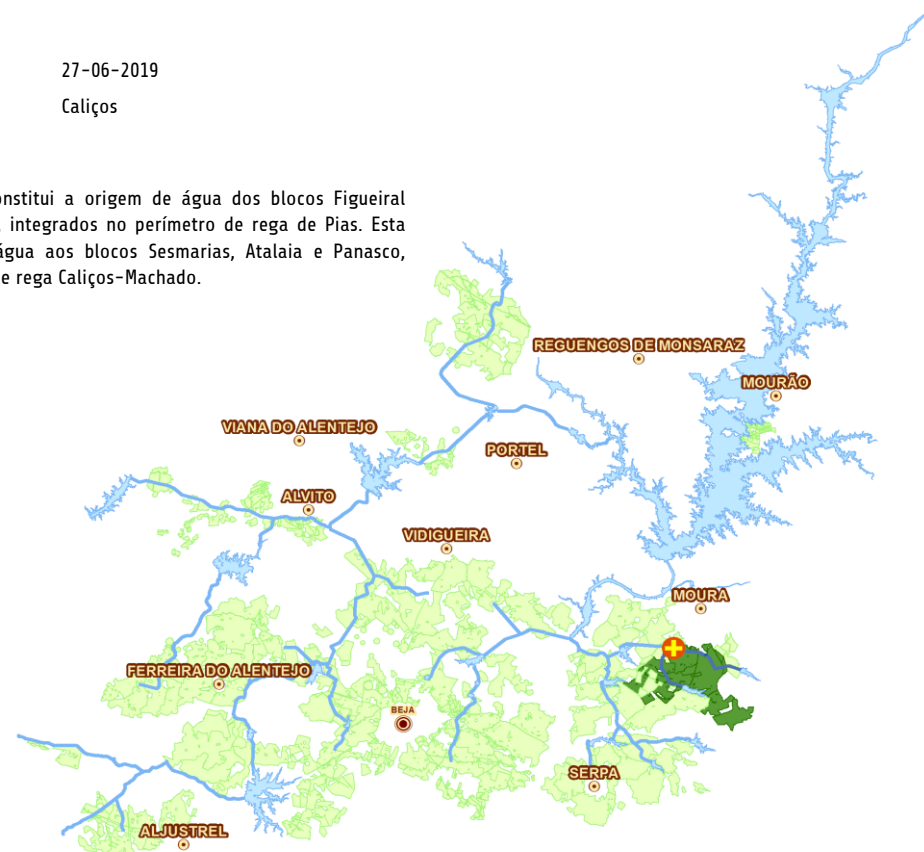 27-06-2019
Caliços
onstitui a origem de água dos blocos Figueiral
integrados no perímetro de rega de Pias. Esta
água aos blocos Sesmarias, Atalaia e Panasco,
e rega Caliços-Machado.
REGUENGOS DE MONSARAZ
MOURÃO
VIANA DO ALENTEJO
PORTEL
ALVITO
VIDIGUEIRA
MOURA
FERREIRA DO ALENTEJO
BEJA
SERPA
ALJUSTREL